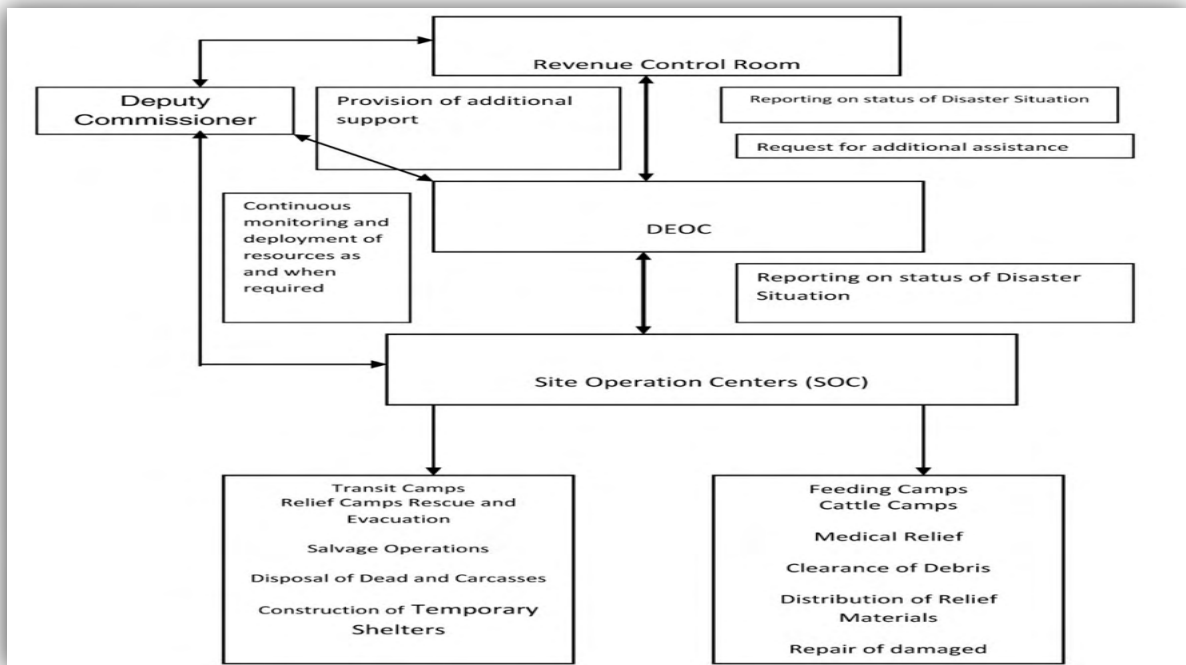 Revenue Control Room
Deputy
Commissioner
Provision of additional
support
Reporting on status of Disaster Situation
Request for additional assistance
Continuous
monitoring and
deployment of
resources as
and when
required
DEOC
Reporting on status of Disaster
Situation
Site Operation Centers (SOC)
Transit Camps
Relief Camps Rescue and
Evacuation
Salvage Operations
Disposal of Dead and Carcasses
Construction of Temporary
Shelters
Feeding Camps
Cattle Camps
Medical Relief
Clearance of Debris
Distribution of Relief
Materials
Repair of damaged